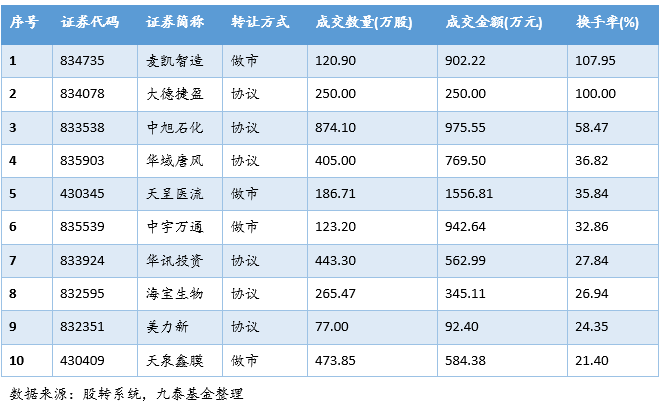 序号 证券代码 证券简称 转让方式 成交数量(万股) 成交金额(万元) 换手率(%)
1 834735 麦凯智造 做市 120.90 902.22 107.95
2 834078 大德捷盈 协议 250.00 250.00 100.00
3 833538 中旭石化 协议 874.10 975.55 58.47
4 835903 华域唐风 协议 405.00 769.50 36.82
5 430345 天呈医流 做市 186.71 1556.81 35.84
6 835539 中宇万通 做市 123.20 942.64 32.86
7 833924 华讯投资 协议 443.30 562.99 27.84
8 832595 海宝生物 协议 265.47 345.11 26.94
9 832351 美力新 协议 77.00 92.40 24.35
10 430409 天泉鑫膜 做市 473.85 584.38 21.40
数据来源：股转系统，九泰基金整理